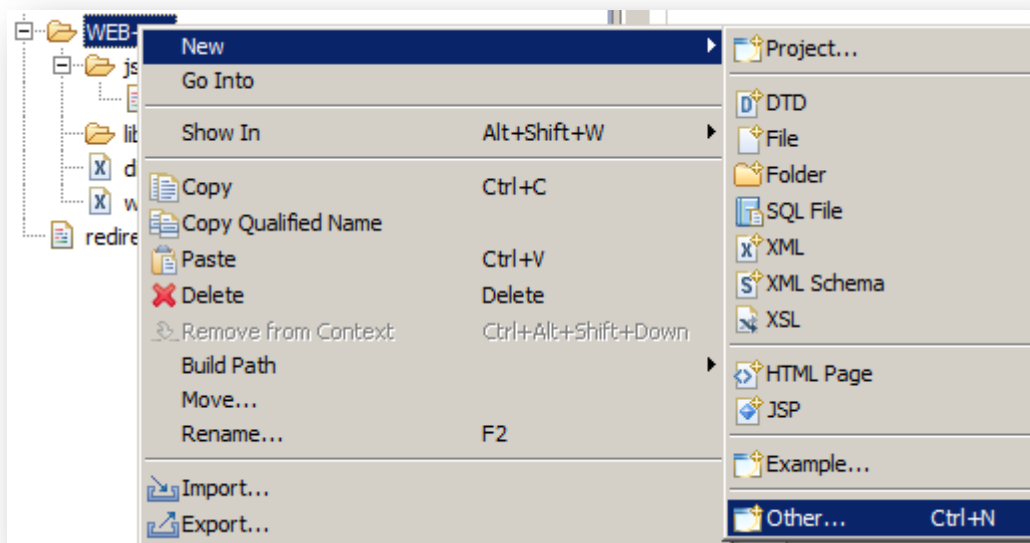 WEB-
New
Go Into
Show In Alt+Shift+W
Copy Ctrl+C
Copy Qualified Name
Paste Ctrl+V
Delete Delete
Remove from Context Ctrl+Alt+Shift+Down
Build Path
Move...
Rename... F2
Import...
Export...
js
lib
d
w
redire
Project...
DTD
File
Folder
SQL File
XML
XML Schema
XSL
HTML Page
JSP
Example...
Other... Ctrl+N